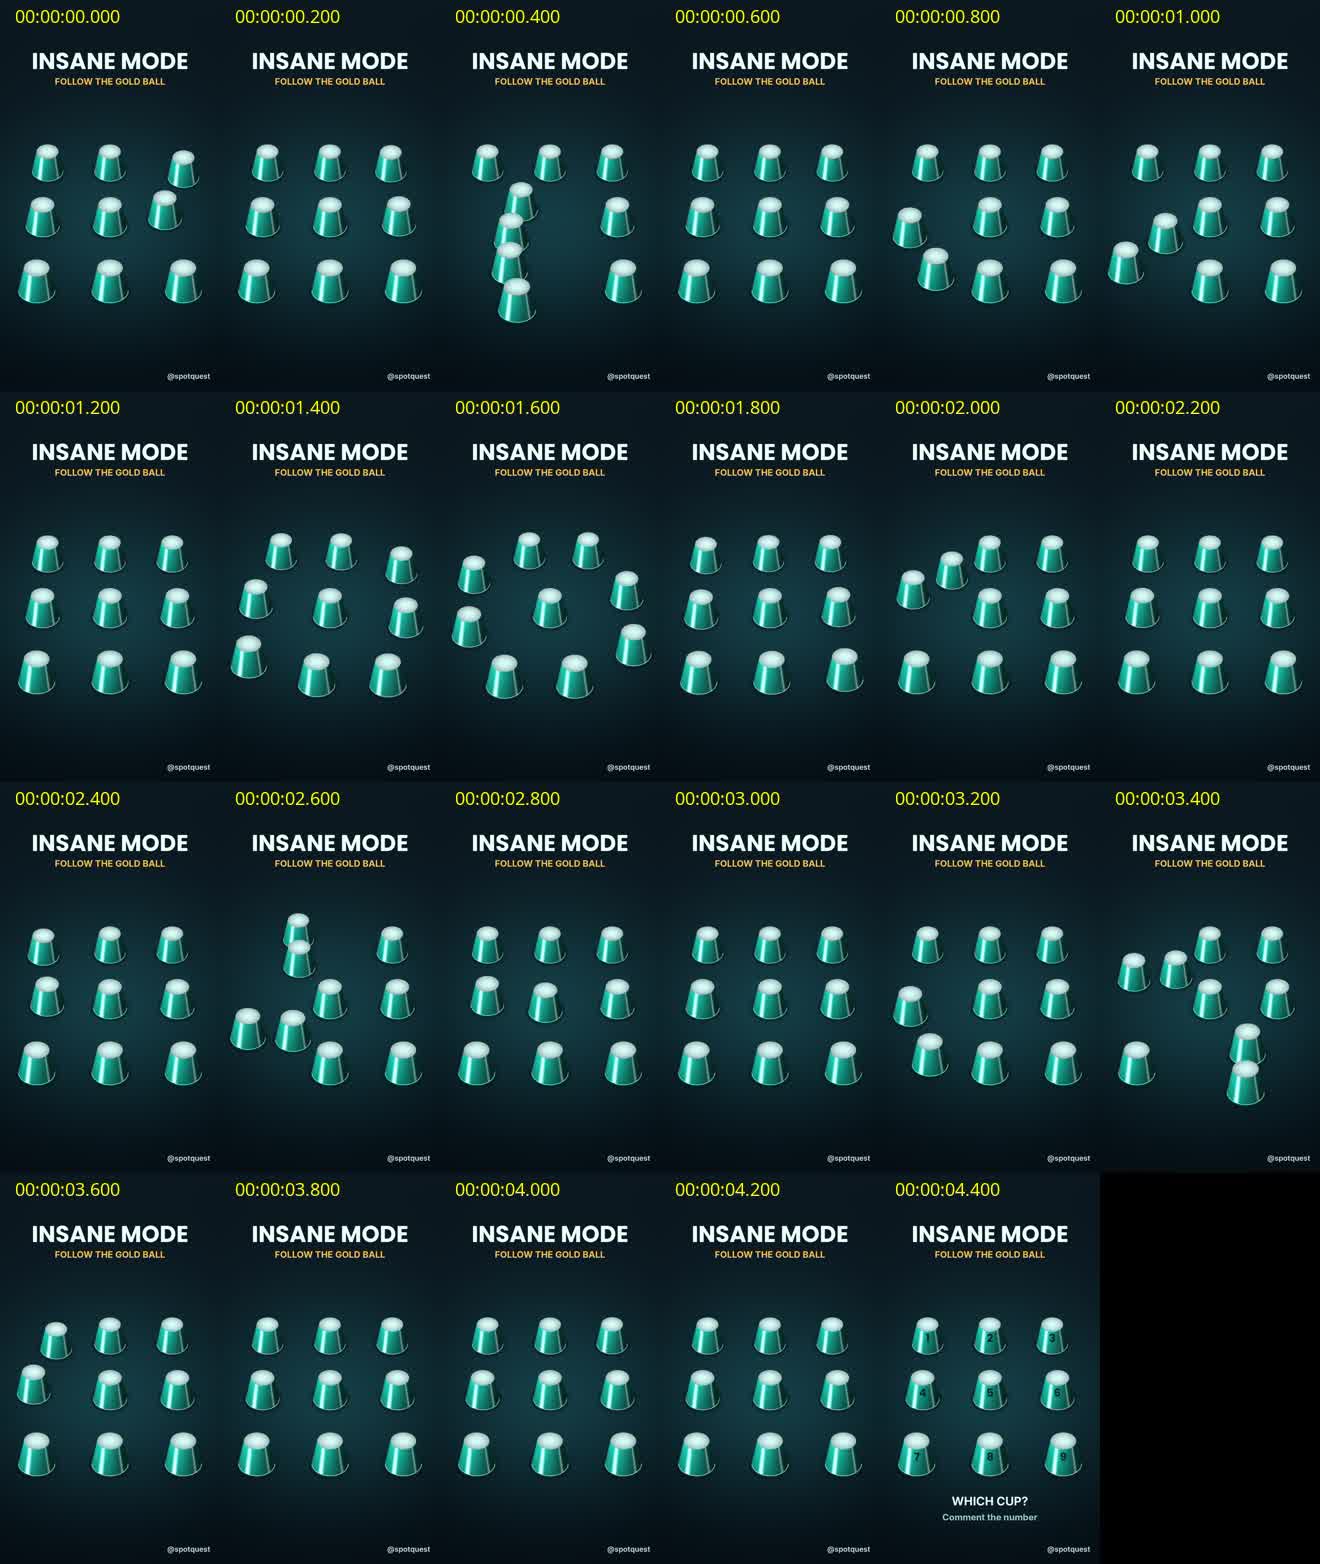 00:00:00.000 00:00:00.200 00:00:00.400 00:00:00.600 00:00:00.800 00:00:01.000
INSANE MODE INSANE MODE INSANE MODE INSANE MODE INSANE MODE INSANE MODE
FOLLOW THE GOLD BALL FOLLOW THE GOLD BALL FOLLOW THE GOLD BALL FOLLOW THE GOLD BALL FOLLOW THE GOLD BALL FOLLOW THE GOLD BALL
@spotquest @spotquest @spotquest @spotquest @spotquest @spotquest
00:00:01.200 00:00:01.400 00:00:01.600 00:00:01.800 00:00:02.000 00:00:02.200
INSANE MODE INSANE MODE INSANE MODE INSANE MODE INSANE MODE INSANE MODE
FOLLOW THE GOLD BALL FOLLOW THE GOLD BALL FOLLOW THE GOLD BALL FOLLOW THE GOLD BALL FOLLOW THE GOLD BALL FOLLOW THE GOLD BALL
@spotquest @spotquest @spotquest @spotquest @spotquest @spotquest
00:00:02.400 00:00:02.600 00:00:02.800 00:00:03.000 00:00:03.200 00:00:03.400
INSANE MODE INSANE MODE INSANE MODE INSANE MODE INSANE MODE INSANE MODE
FOLLOW THE GOLD BALL FOLLOW THE GOLD BALL FOLLOW THE GOLD BALL FOLLOW THE GOLD BALL FOLLOW THE GOLD BALL FOLLOW THE GOLD BALL
@spotquest @spotquest @spotquest @spotquest @spotquest @spotquest
00:00:03.600 00:00:03.800 00:00:04.000 00:00:04.200 00:00:04.400
INSANE MODE INSANE MODE INSANE MODE INSANE MODE INSANE MODE
FOLLOW THE GOLD BALL FOLLOW THE GOLD BALL FOLLOW THE GOLD BALL FOLLOW THE GOLD BALL FOLLOW THE GOLD BALL
1 2 3
4 5 6
7 8 9
WHICH CUP?
Comment the number
@spotquest @spotquest @spotquest @spotquest @spotquest